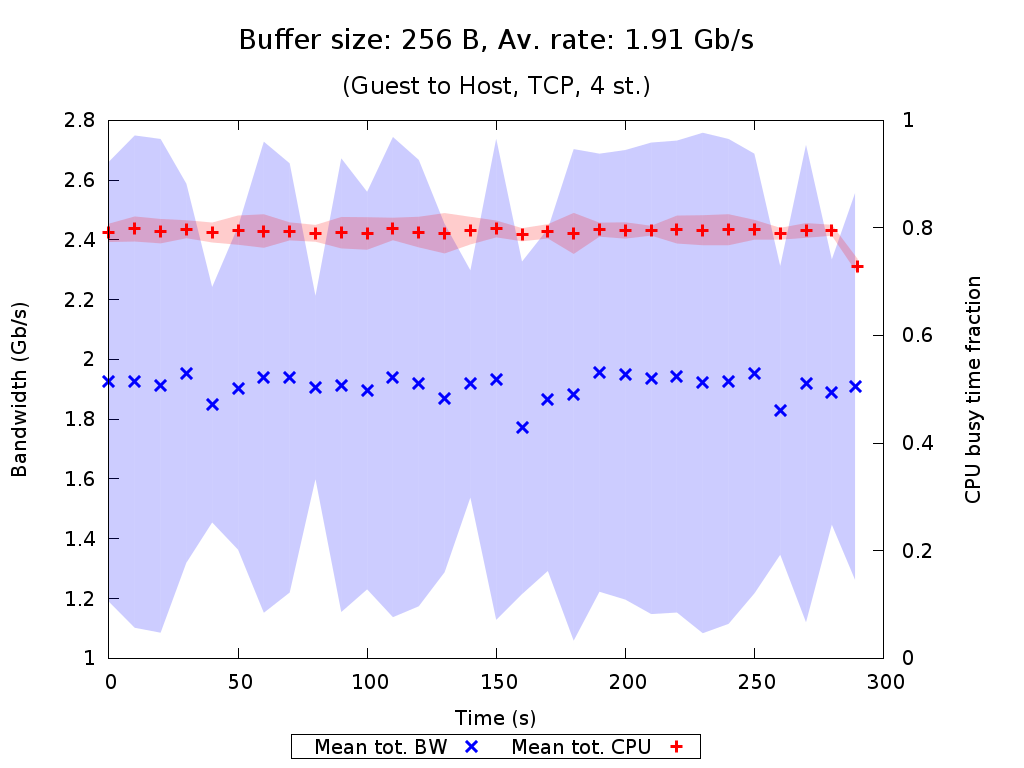 Buffer size: 256 B, Av. rate: 1.91 Gb/s
(Guest to Host, TCP, 4 st.)
2.8
2.6
2.4
2.2
2
1.8
1.6
1.4
1.2
1
Bandwidth (Gb/s)
1
0.8
0.6
0.4
0.2
0
CPU busy time fraction
0 50 100 150 200 250 300
Time (s)
Mean tot. BW Mean tot. CPU